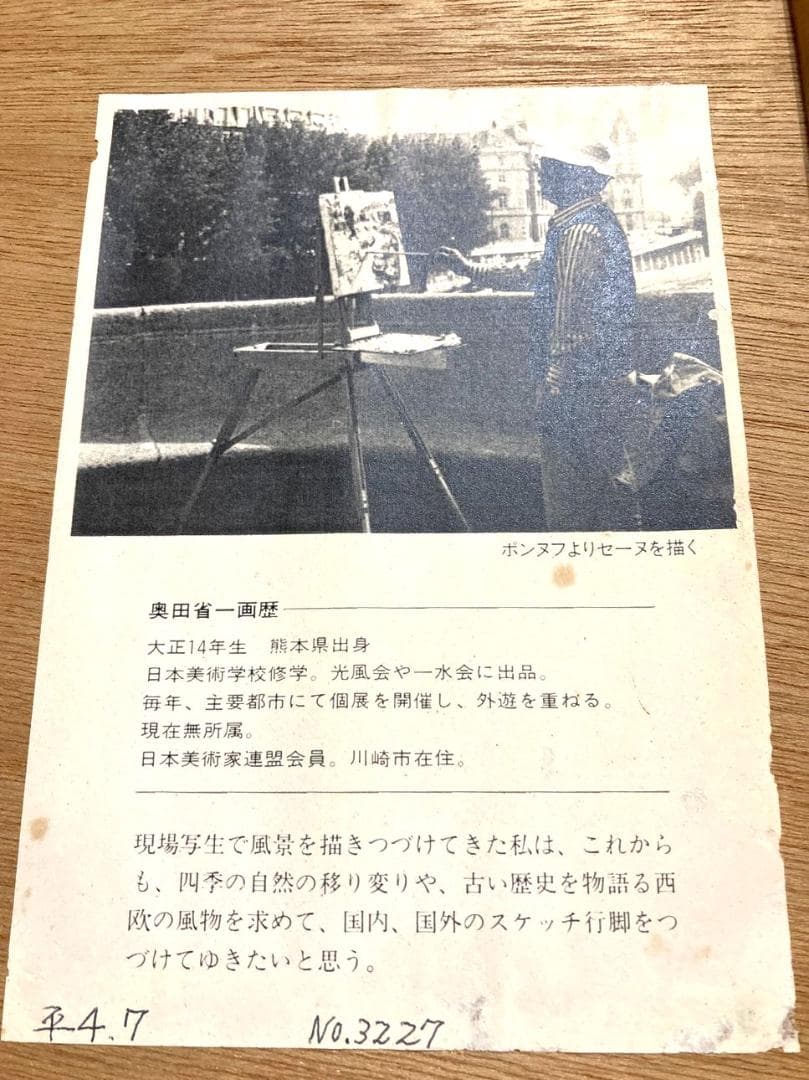 ポンヌフよりセーヌを描く
奥田省一画歴
大正14年生 熊本県出身
日本美術学校修学。光風会や一水会に出品。
毎年、主要都市にて個展を開催し、外遊を重ねる。
現在無所属。
日本美術家連盟会員。川崎市在住。
現場写生で風景を描きつづけてきた私は、これから
も、四季の自然の移り変りや、古い歴史を物語る西
欧の風物を求めて、国内、国外のスケッチ行脚をつ
づけてゆきたいと思う。
平4.7 No.3227